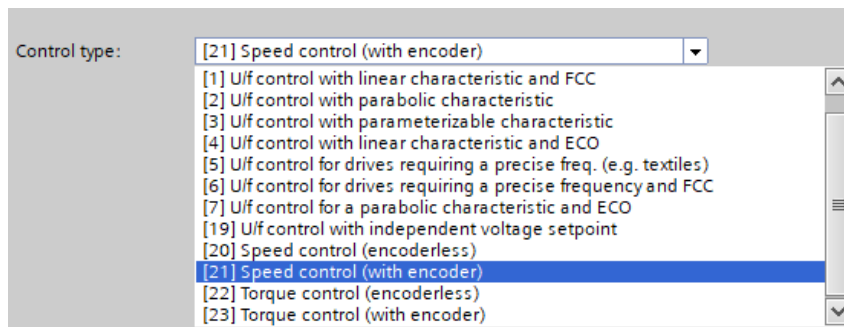 Control type:
[21] Speed control (with encoder)
[1] U/f control with linear characteristic and FCC
[2] U/f control with parabolic characteristic
[3] U/f control with parameterizable characteristic
[4] U/f control with linear characteristic and ECO
[5] U/f control for drives requiring a precise freq. (e.g. textiles)
[6] U/f control for drives requiring a precise frequency and FCC
[7] U/f control for a parabolic characteristic and ECO
[19] U/f control with independent voltage setpoint
[20] Speed control (encoderless)
[21] Speed control (with encoder)
[22] Torque control (encoderless)
[23] Torque control (with encoder)